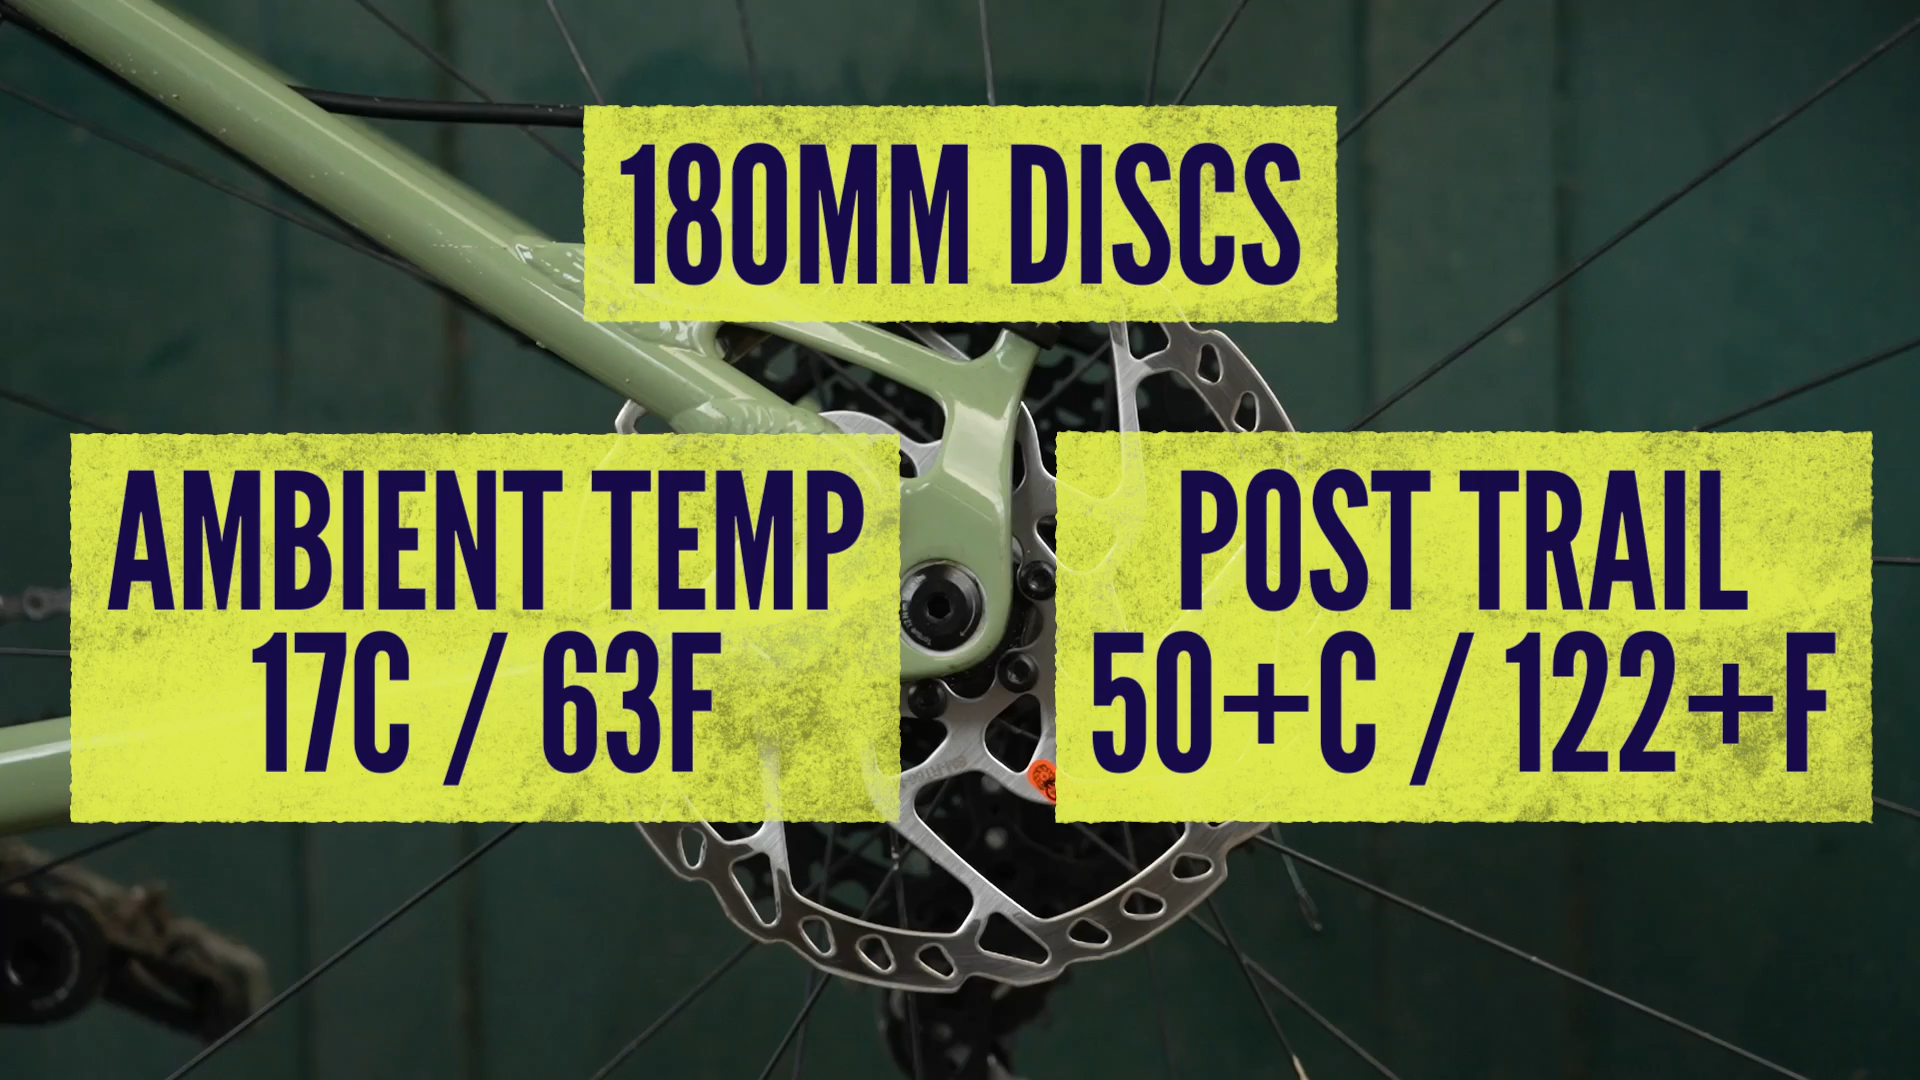 180MM DISCS
AMBIENT TEMP
17C / 63F
POST TRAIL
50+C / 122+F